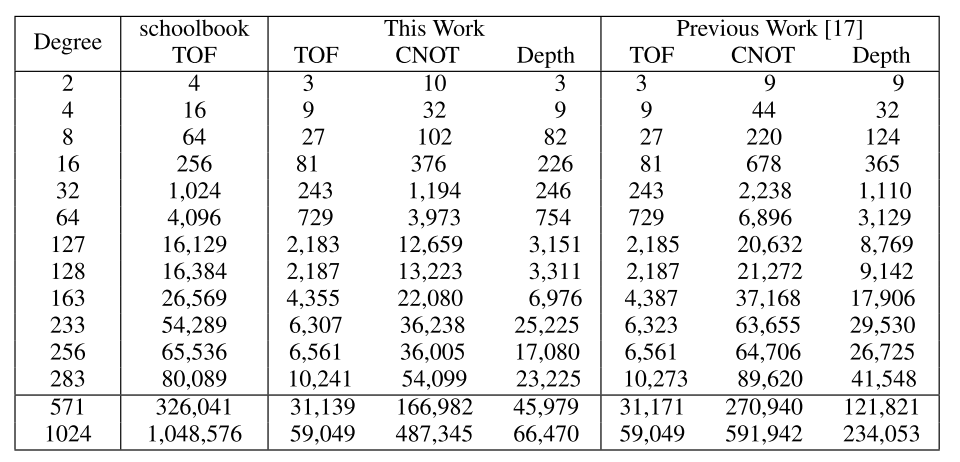 Degree schoolbook This Work Previous Work [17]
TOF TOF CNOT Depth TOF CNOT Depth
2 4 3 10 3 3 9 9
4 16 9 32 9 9 44 32
8 64 27 102 82 27 220 124
16 256 81 376 226 81 678 365
32 1,024 243 1,194 246 243 2,238 1,110
64 4,096 729 3,973 754 729 6,896 3,129
127 16,129 2,183 12,659 3,151 2,185 20,632 8,769
128 16,384 2,187 13,223 3,311 2,187 21,272 9,142
163 26,569 4,355 22,080 6,976 4,387 37,168 17,906
233 54,289 6,307 36,238 25,225 6,323 63,655 29,530
256 65,536 6,561 36,005 17,080 6,561 64,706 26,725
283 80,089 10,241 54,099 23,225 10,273 89,620 41,548
571 326,041 31,139 166,982 45,979 31,171 270,940 121,821
1024 1,048,576 59,049 487,345 66,470 59,049 591,942 234,053